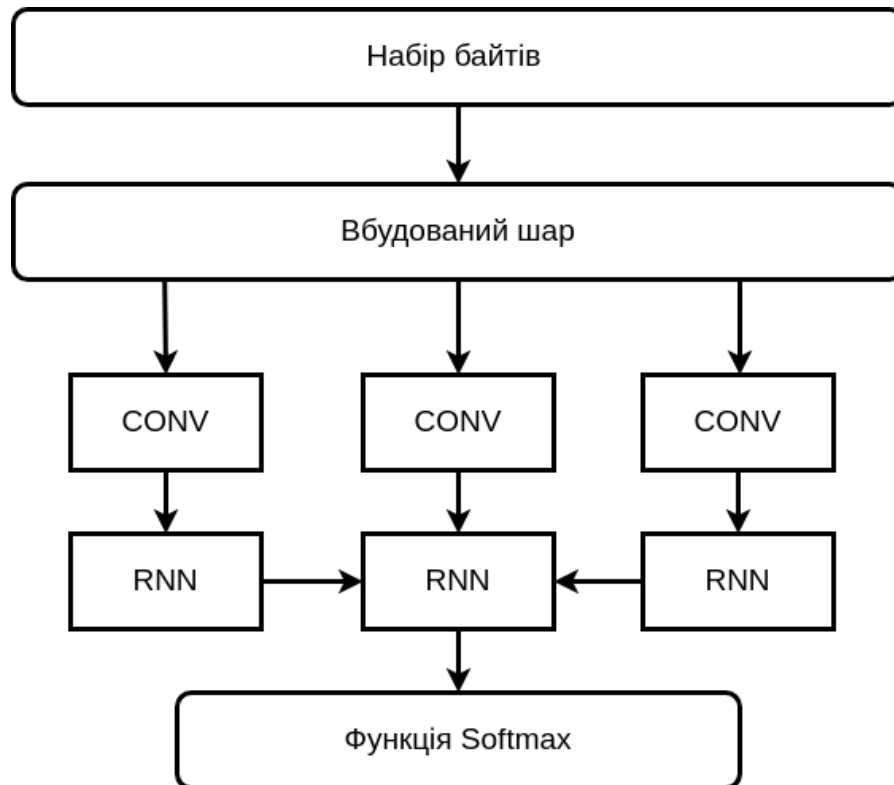 Набір байтів
Вбудований шар
CONV
CONV
CONV
RNN
RNN
RNN
Функція Softmax